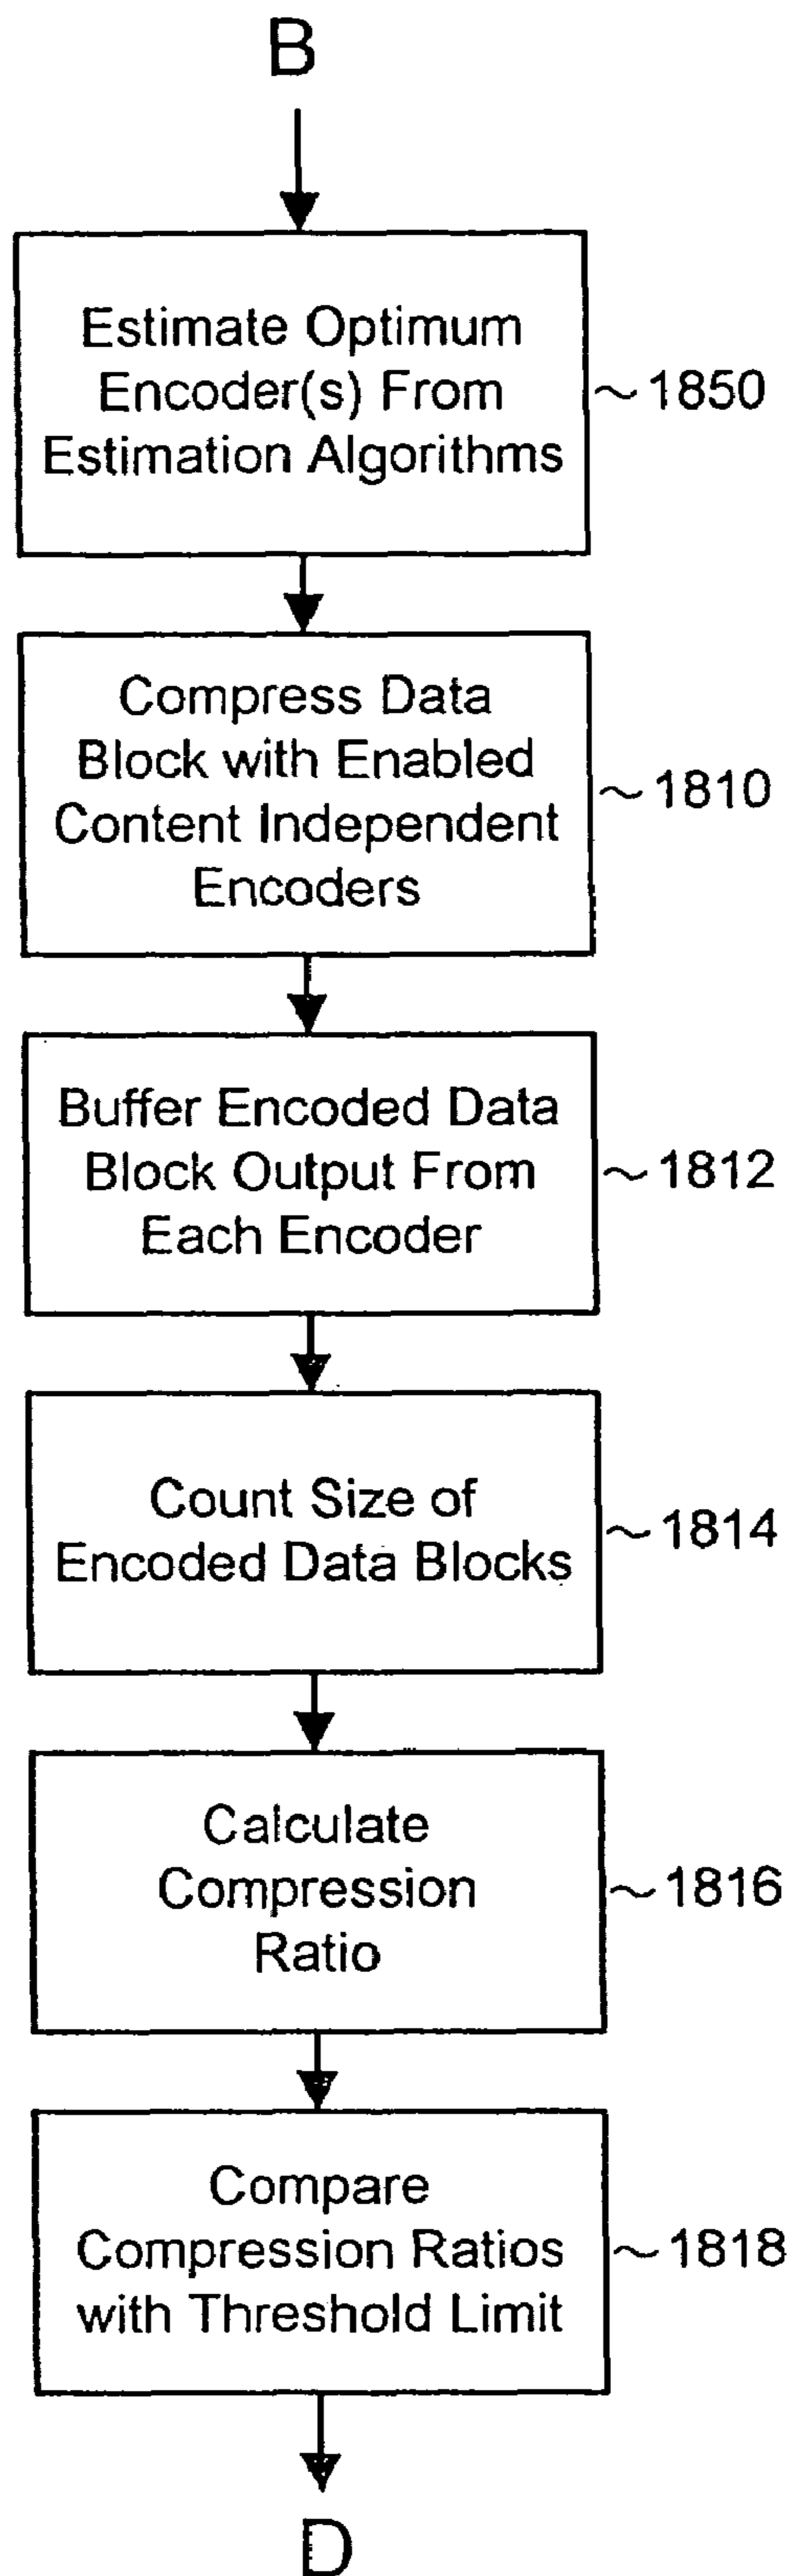 B
Estimate Optimum
Encoder(s) From
Estimation Algorithms
~1850
Compress Data
Block with Enabled
Content Independent
Encoders
~1810
Buffer Encoded Data
Block Output From
Each Encoder
~1812
Count Size of
Encoded Data Blocks
~1814
Calculate
Compression
Ratio
~1816
Compare
Compression Ratios
with Threshold Limit
~1818
D